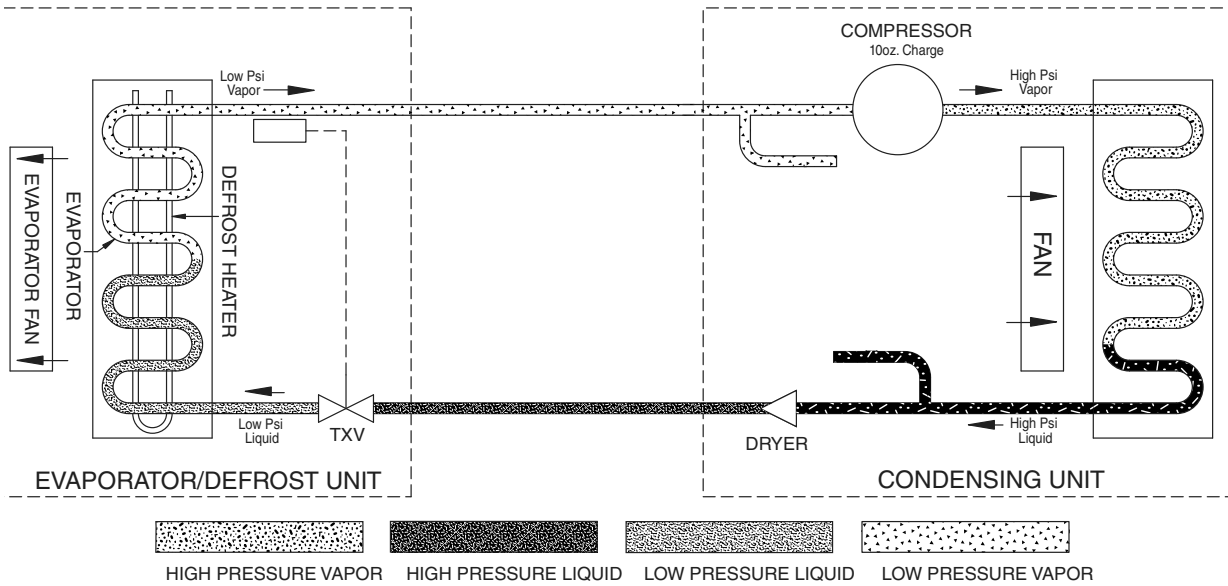 COMPRESSOR
10oz. Charge
Low Psi
Vapor
High Psi
Vapor
EVAPORATOR FAN
EVAPORATOR
DEFROST HEATER
FAN
Low Psi
Liquid
TXV
DRYER
High Psi
Liquid
EVAPORATOR/DEFROST UNIT
CONDENSING UNIT
HIGH PRESSURE VAPOR
HIGH PRESSURE LIQUID
LOW PRESSURE LIQUID
LOW PRESSURE VAPOR